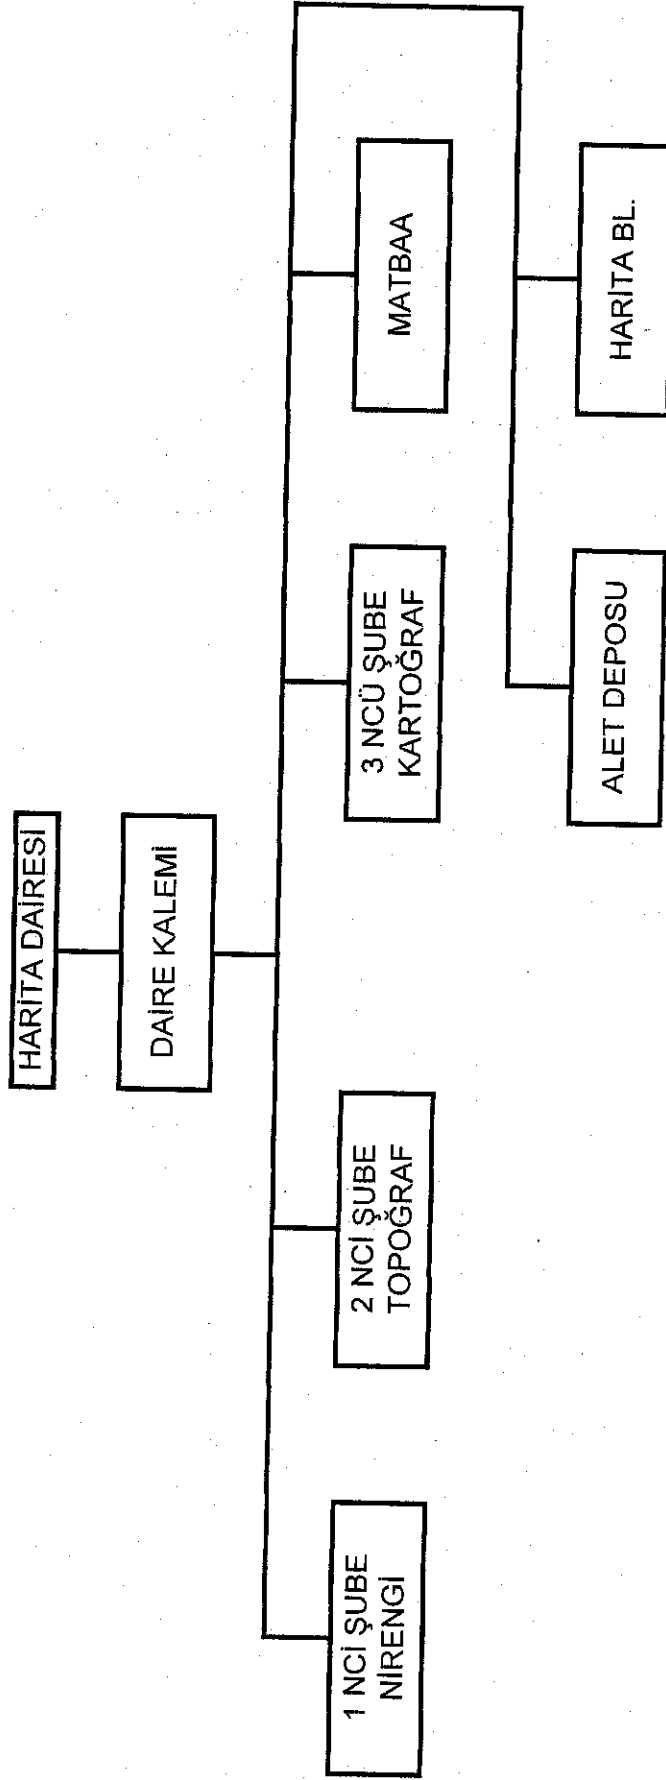 HARİTA DAİRESİ
DAİRE KALEMİ
1 NCİ ŞUBE
NİRENGİ
2 NCİ ŞUBE
TOPOĞRAF
3 NCÜ ŞUBE
KARTOĞRAF
MATBAA
ALET DEPOSU
HARİTA BL.